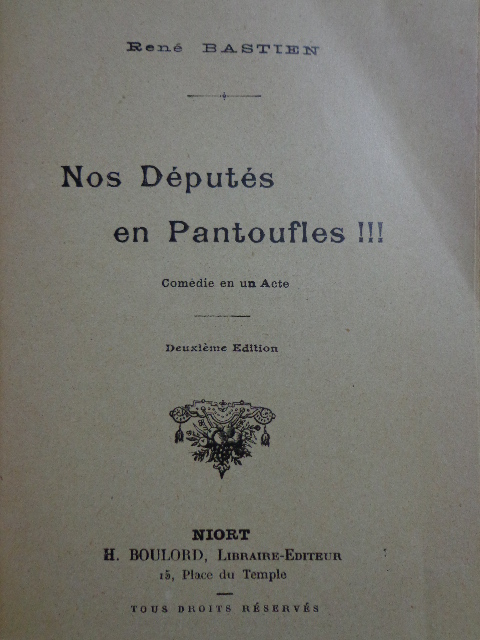 René BASTIEN
Nos Députés
en Pantoufles !!!
Comèdie en un Acte
Deuxième Edition
NIORT
H. BOULORD, LIBRAIRE-EDITEUR
15, Place du Temple
TOUS DROITS RÉSERVÉS